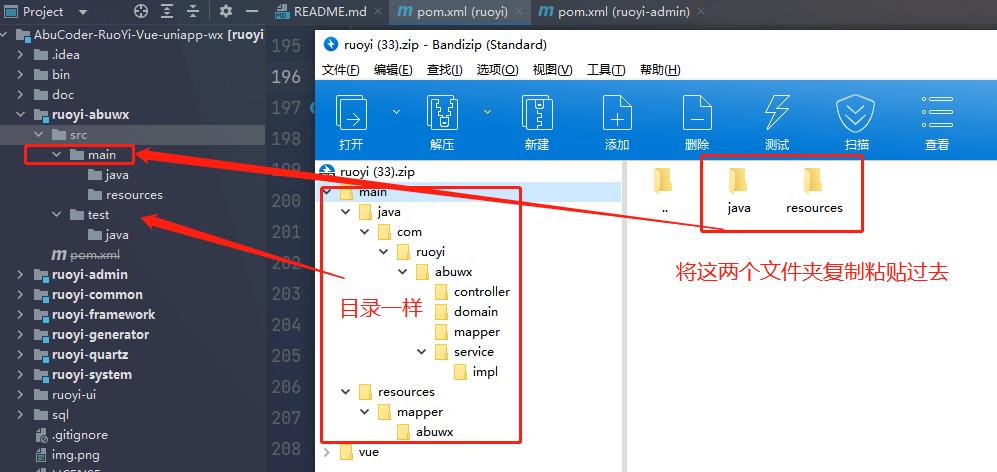 Project
README.md
pom.xml (ruoyi)
pom.xml (ruoyi-admin)
AbuCoder-RuoYi-Vue-uniapp-wx [ruoyi
.idea
bin
doc
ruoyi-abuwx
src
main
java
resources
test
java
pom.xml
ruoyi-admin
ruoyi-common
ruoyi-framework
ruoyi-generator
ruoyi-quartz
ruoyi-system
ruoyi-ui
sql
.gitignore
img.png
195
196
197
198
199
200
201
202
203
204
205
206
207
208
ruoyi (33).zip - Bandizip (Standard)
文件(F) 编辑(E) 查找(I) 选项(O) 视图(V) 工具(T) 帮助(H)
打开 解压 新建 添加 删除 测试 扫描 查看
ruoyi (33).zip
main
java
com
ruoyi
abuwx
controller
domain
mapper
service
impl
resources
mapper
abuwx
vue
目录一样
.. java resources
将这两个文件夹复制粘贴过去